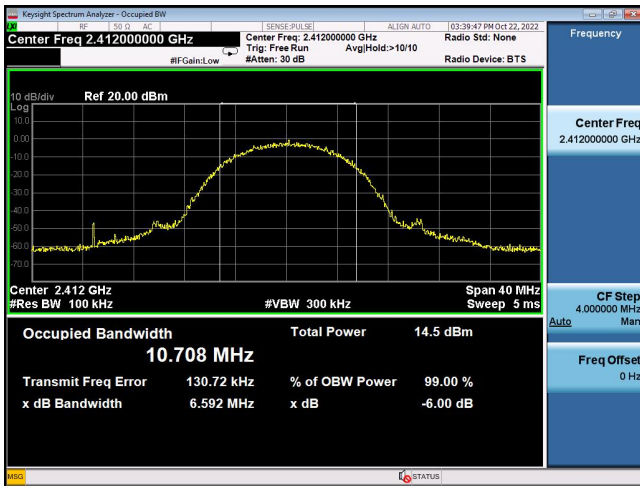 Keysight Spectrum Analyzer - Occupied BW
RF 50 Ω AC SENSE:PULSE ALIGN AUTO 03:39:47 PM Oct 22, 2022
Center Freq 2.412000000 GHz
Center Freq: 2.412000000 GHz
Radio Std: None
Trig: Free Run Avg|Hold:>10/10
#IFGain:Low #Atten: 30 dB
Radio Device: BTS
Frequency
10 dB/div Ref 20.00 dBm
Log
10.0
0.00
-10.0
-20.0
-30.0
-40.0
-50.0
-60.0
-70.0
Center Freq
2.412000000 GHz
Center 2.412 GHz Span 40 MHz
#Res BW 100 kHz #VBW 300 kHz Sweep 5 ms
CF Step
4.000000 MHz
Auto Man
Occupied Bandwidth Total Power 14.5 dBm
10.708 MHz
Transmit Freq Error 130.72 kHz % of OBW Power 99.00 %
x dB Bandwidth 6.592 MHz x dB -6.00 dB
Freq Offset
0 Hz
MSG STATUS